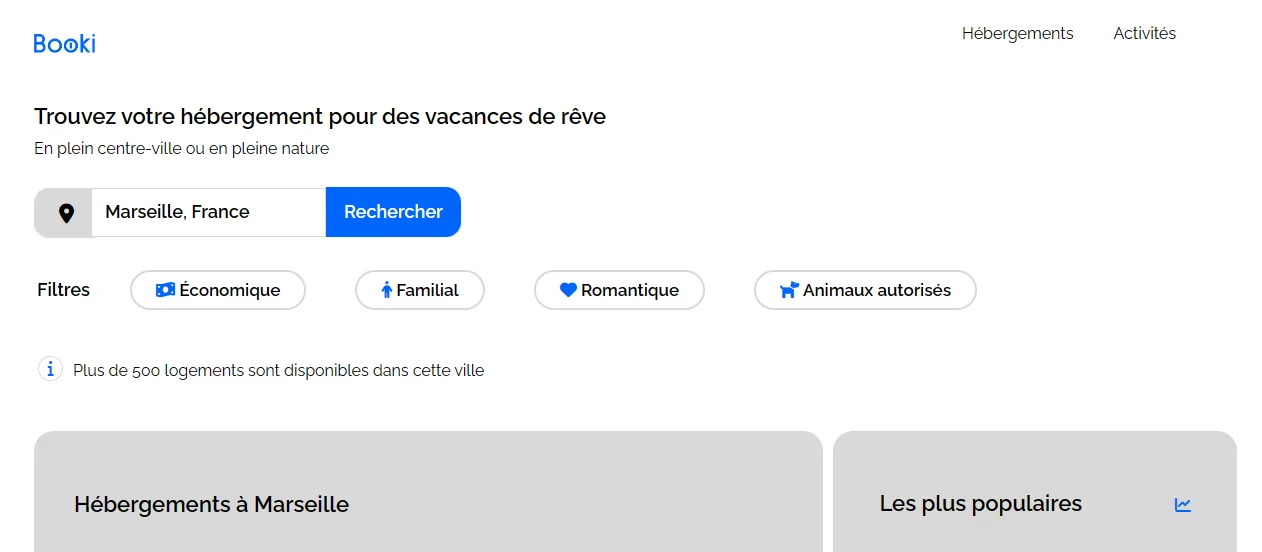 Booki
Hébergements
Activités
Trouvez votre hébergement pour des vacances de rêve
En plein centre-ville ou en pleine nature
Marseille, France
Rechercher
Filtres
Économique
Familial
Romantique
Animaux autorisés
Plus de 500 logements sont disponibles dans cette ville
Hébergements à Marseille
Les plus populaires